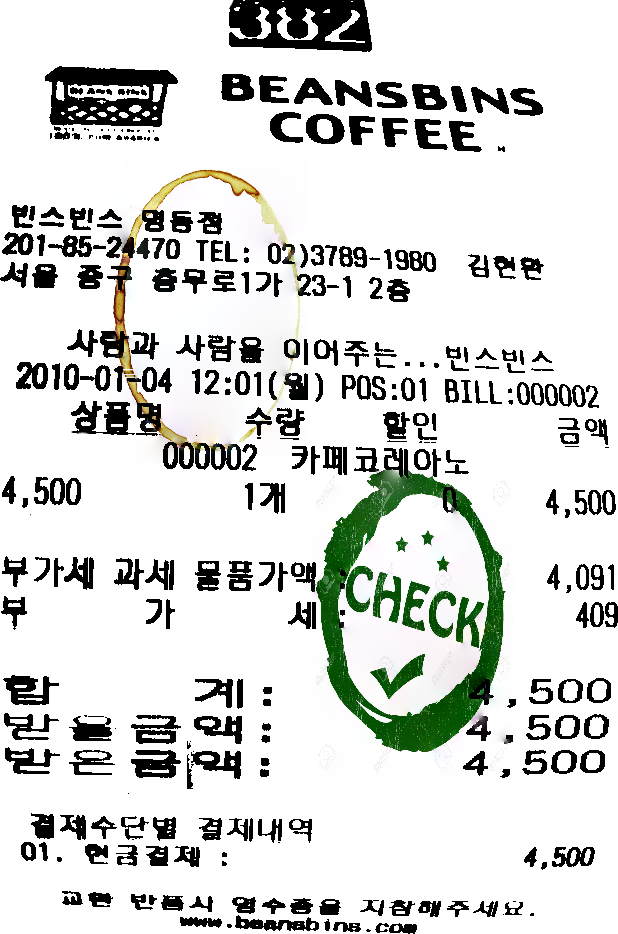 382
BEANS BINS
BEANSBINS
COFFEE
빈스빈스 명동점
201-85-24470 TEL: 02)3789-1980 김현완
서울 중구 충무로1가 23-1 2층
사람과 사람을 이어주는...빈스빈스
2010-01-04 12:01(월) POS:01 BILL:000002
상품명 수량 할인 금액
000002 카페코레아노
4,500 1개 0 4,500
부가세 과세 물품가액 : 4,091
부 가 세: 409
CHECK
합 계: 4,500
받을금액: 4,500
받은금액: 4,500
결제수단별 결제내역
01. 현금결제 : 4,500
교환 반품시 영수증을 지참해주세요.
www.beansbins.com